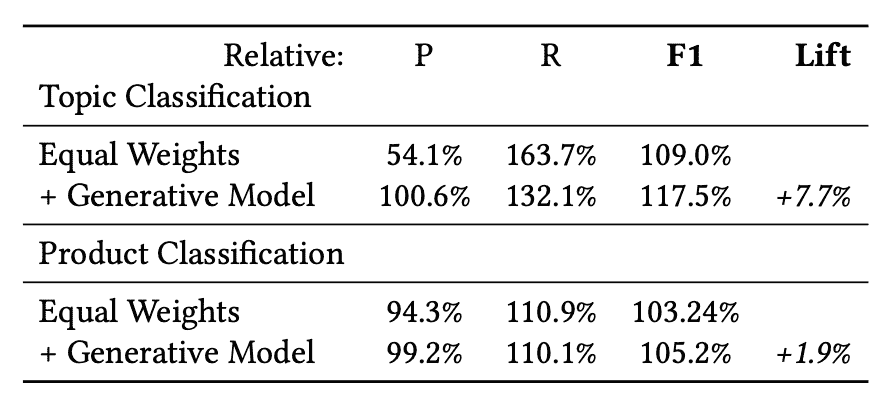 Relative: P R F1 Lift
Topic Classification
Equal Weights 54.1% 163.7% 109.0%
+ Generative Model 100.6% 132.1% 117.5% +7.7%
Product Classification
Equal Weights 94.3% 110.9% 103.24%
+ Generative Model 99.2% 110.1% 105.2% +1.9%